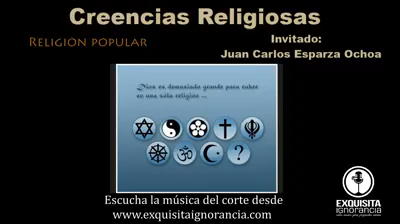 Creencias Religiosas
RELIGIÓN POPULAR
Invitado:
Juan Carlos Esparza Ochoa
Dios es demasiado grande para caber
en una sola religion ...
?
Escucha la música del corte desde
www.exquisitaignorancia.com
EXQUISITA
ignorancia